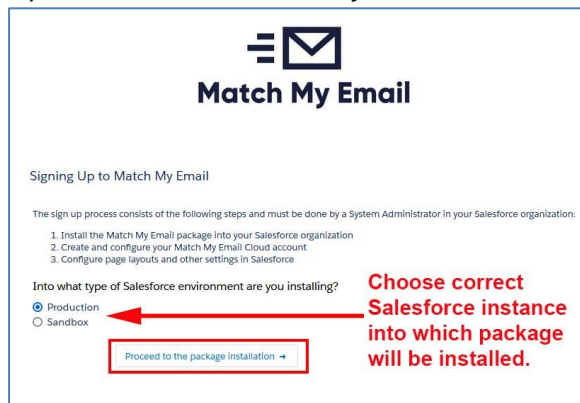 Match My Email
Signing Up to Match My Email
The sign up process consists of the following steps and must be done by a System Administrator in your Salesforce organization:
1. Install the Match My Email package into your Salesforce organization
2. Create and configure your Match My Email Cloud account
3. Configure page layouts and other settings in Salesforce
Into what type of Salesforce environment are you installing?
Production
Sandbox
Choose correct
Salesforce instance
into which package
will be installed.
Proceed to the package installation →